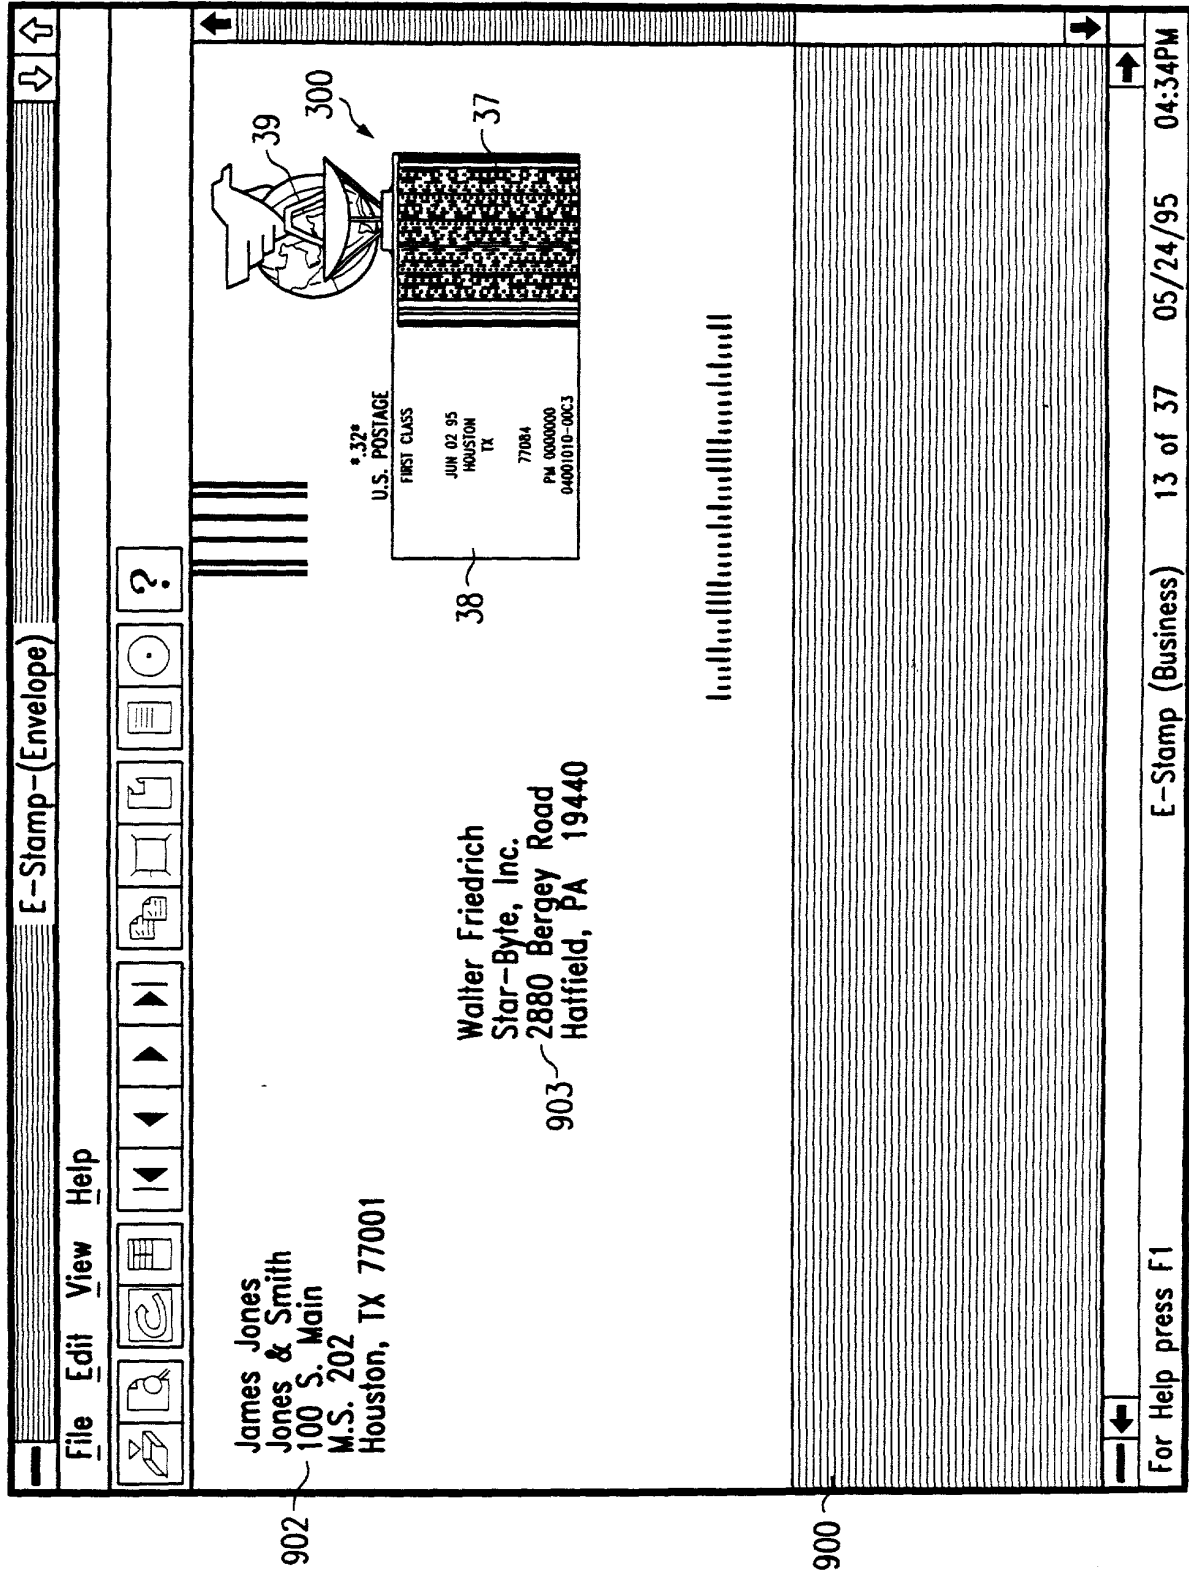 E-Stamp-(Envelope)
File Edit View Help
?
James Jones
Jones & Smith
902 100 S. Main
M.S. 202
Houston, TX 77001
39
300
*.32*
U.S. POSTAGE
FIRST CLASS
JUN 02 95
HOUSTON
TX
77084
PM 0000000
04001010-00C3
37
38
Walter Friedrich
Star-Byte, Inc.
903 2880 Bergey Road
Hatfield, PA 19440
900
For Help press F1 E-Stamp (Business) 13 of 37 05/24/95 04:34PM